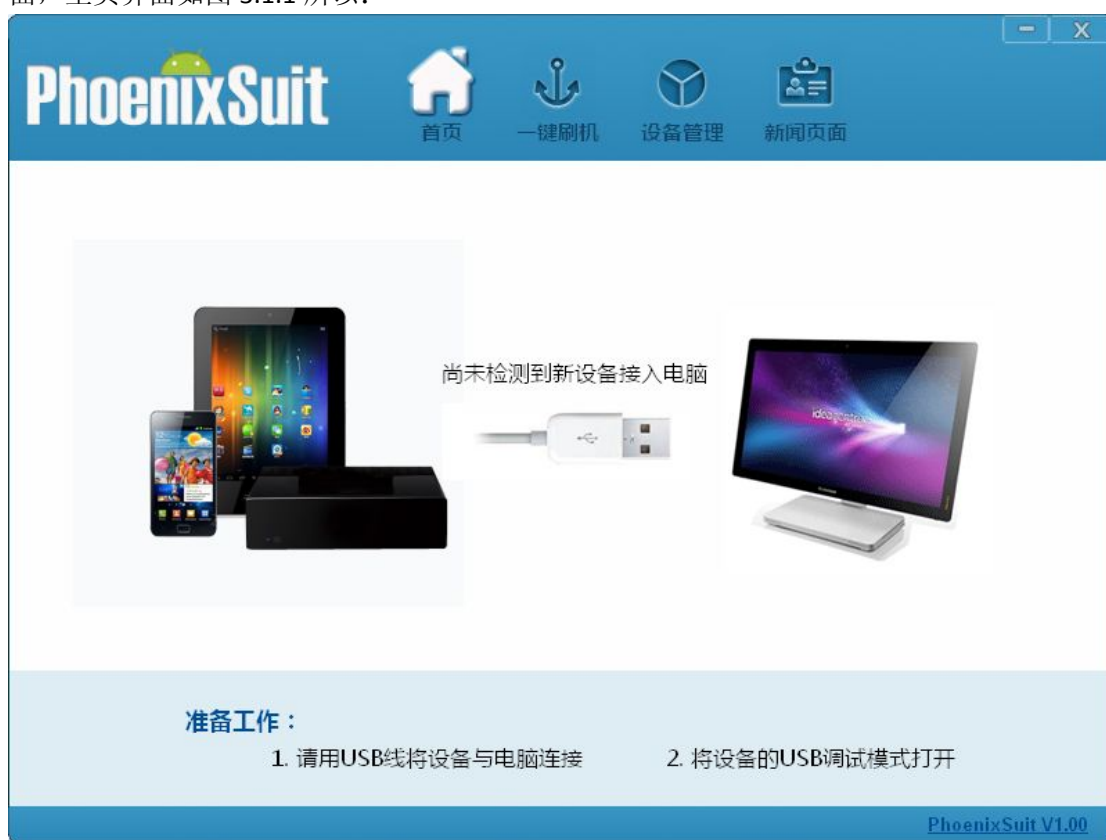 面，主页界面如图 3.1.1 所以：
PhoenixSuit
首页 一键刷机 设备管理 新闻页面
尚未检测到新设备接入电脑
准备工作：
1. 请用USB线将设备与电脑连接 2. 将设备的USB调试模式打开
PhoenixSuit V1.00